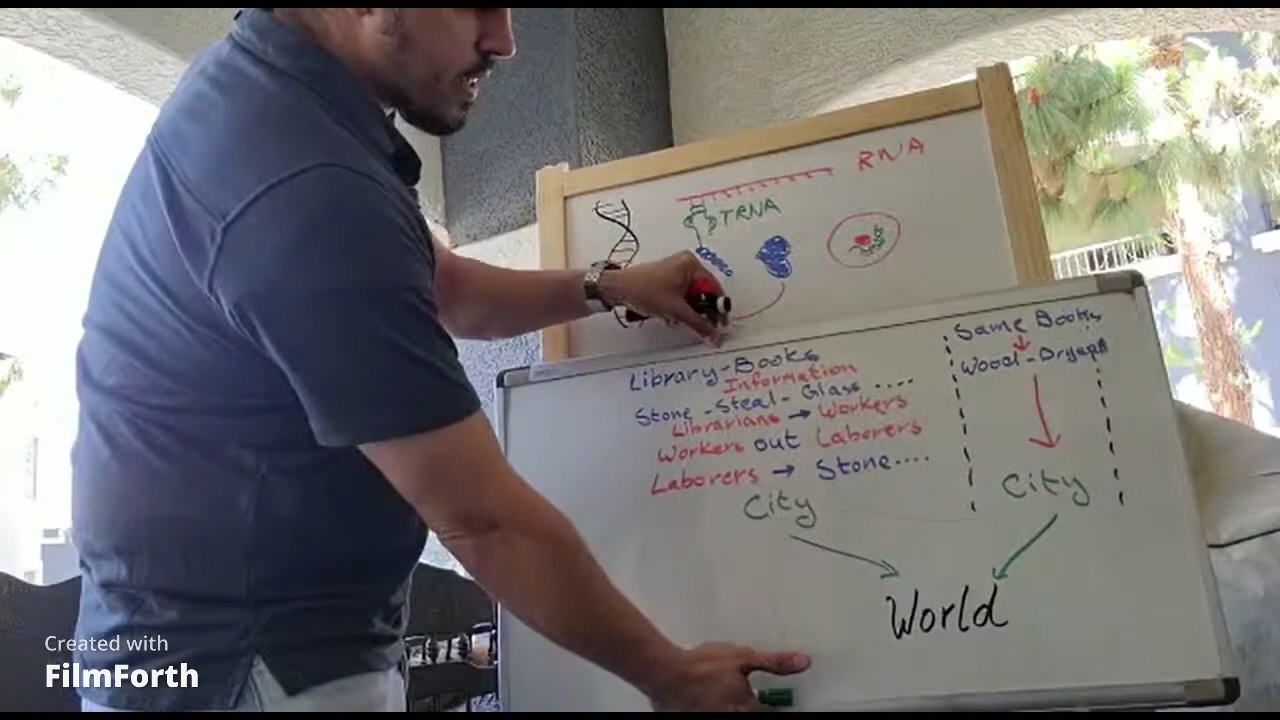 RNA
TRNA
Library-Books
Information
Stone-Steal-Glass ....
Librarians → Workers
Workers out Laborers
Laborers → Stone....
City
Same Books
Wood-
City
World
Created with
FilmForth